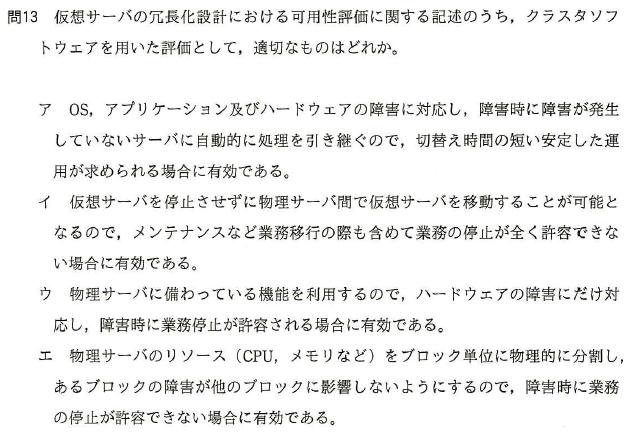 問13　仮想サーバの冗長化設計における可用性評価に関する記述のうち，クラスタソフ
トウェアを用いた評価として，適切なものはどれか。
ア　OS，アプリケーション及びハードウェアの障害に対応し，障害時に障害が発生
していないサーバに自動的に処理を引き継ぐので，切替え時間の短い安定した運
用が求められる場合に有効である。
イ　仮想サーバを停止させずに物理サーバ間で仮想サーバを移動することが可能と
なるので，メンテナンスなど業務移行の際も含めて業務の停止が全く許容できな
い場合に有効である。
ウ　物理サーバに備わっている機能を利用するので，ハードウェアの障害にだけ対
応し，障害時に業務停止が許容される場合に有効である。
エ　物理サーバのリソース（CPU，メモリなど）をブロック単位に物理的に分割し，
あるブロックの障害が他のブロックに影響しないようにするので，障害時に業務
の停止が許容できない場合に有効である。